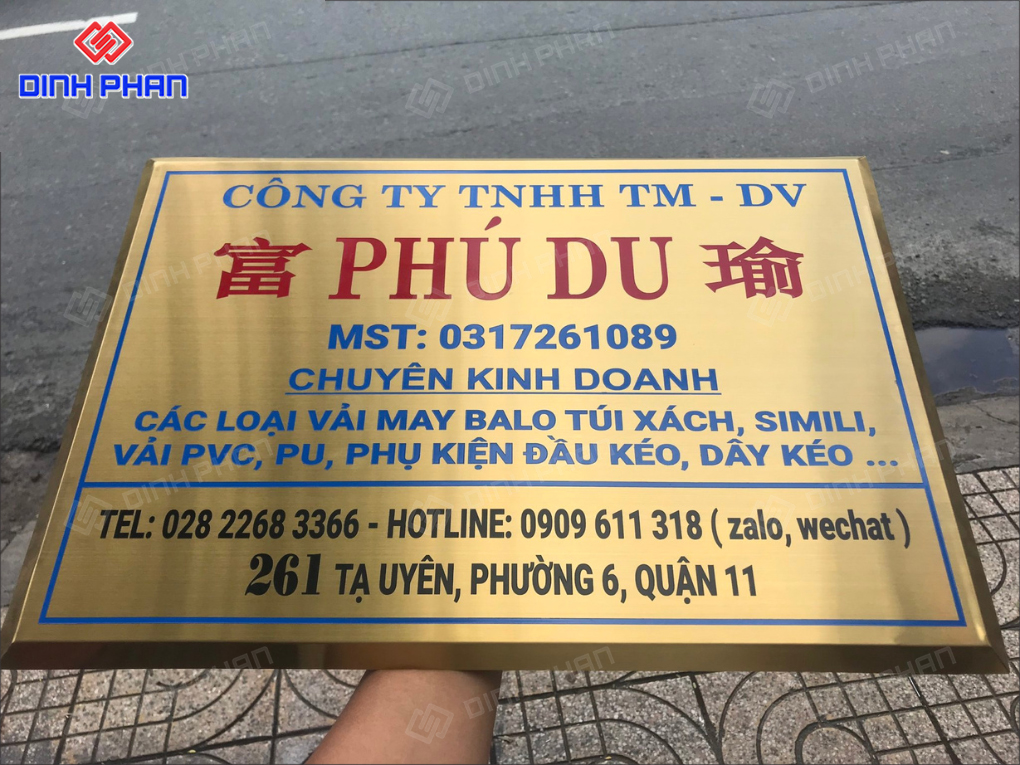 DINH PHAN
CÔNG TY TNHH TM - DV
富 PHÚ DU 瑜
MST: 0317261089
CHUYÊN KINH DOANH
CÁC LOẠI VẢI MAY BALO TÚI XÁCH, SIMILI,
VẢI PVC, PU, PHỤ KIỆN ĐẦU KÉO, DÂY KÉO ...
TEL: 028 2268 3366 - HOTLINE: 0909 611 318 ( zalo, wechat )
261 TẠ UYÊN, PHƯỜNG 6, QUẬN 11